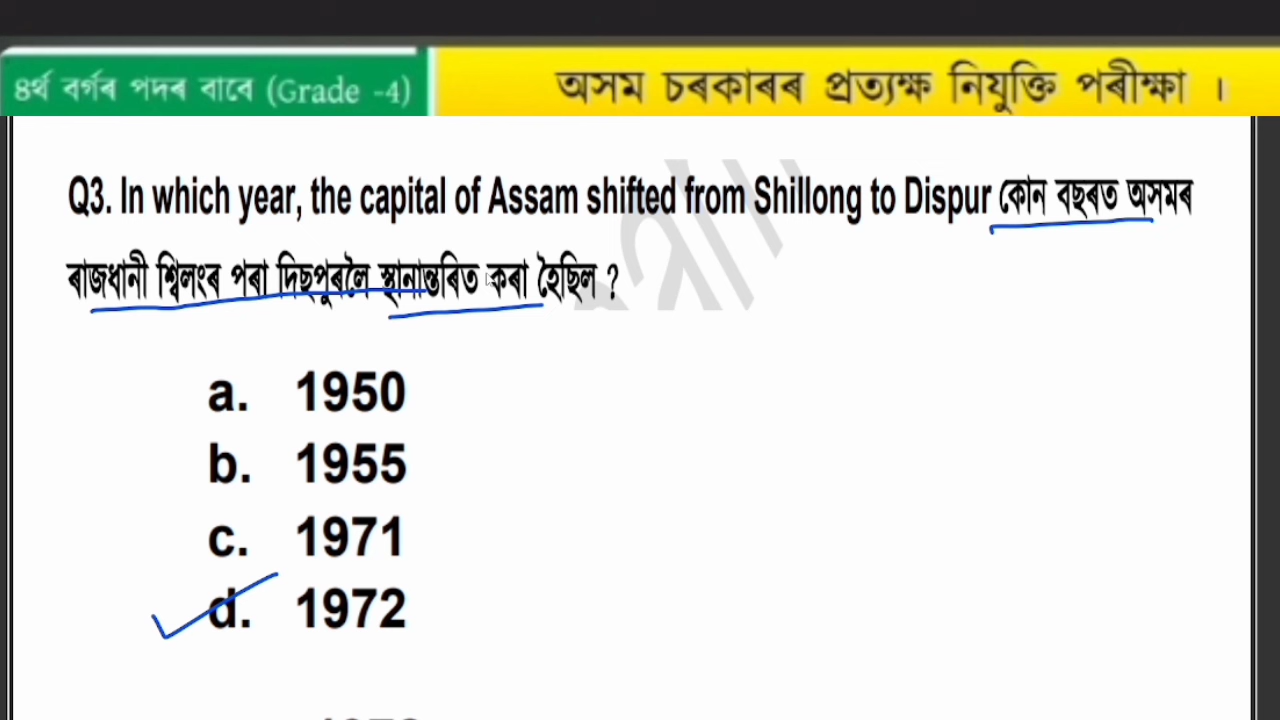 ৪ৰ্থ বৰ্গৰ পদৰ বাবে (Grade -4)
অসম চৰকাৰৰ প্ৰত্যক্ষ নিযুক্তি পৰীক্ষা ।
Q3. In which year, the capital of Assam shifted from Shillong to Dispur কোন বছৰত অসমৰ
ৰাজধানী শ্বিলংৰ পৰা দিছপুৰলৈ স্থানান্তৰিত কৰা হৈছিল ?
a. 1950
b. 1955
c. 1971
d. 1972